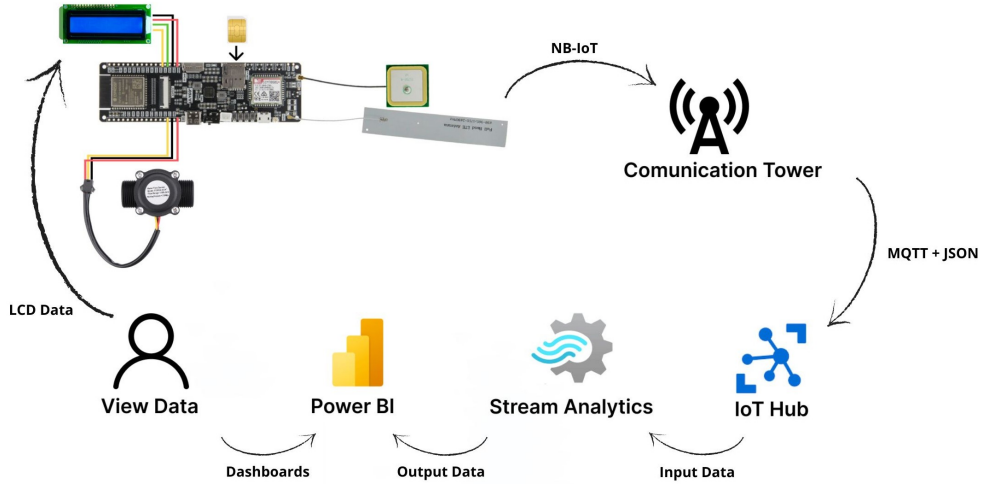 NB-IoT
Comunication Tower
MQTT + JSON
LCD Data
View Data
Power BI
Stream Analytics
IoT Hub
Dashboards
Output Data
Input Data